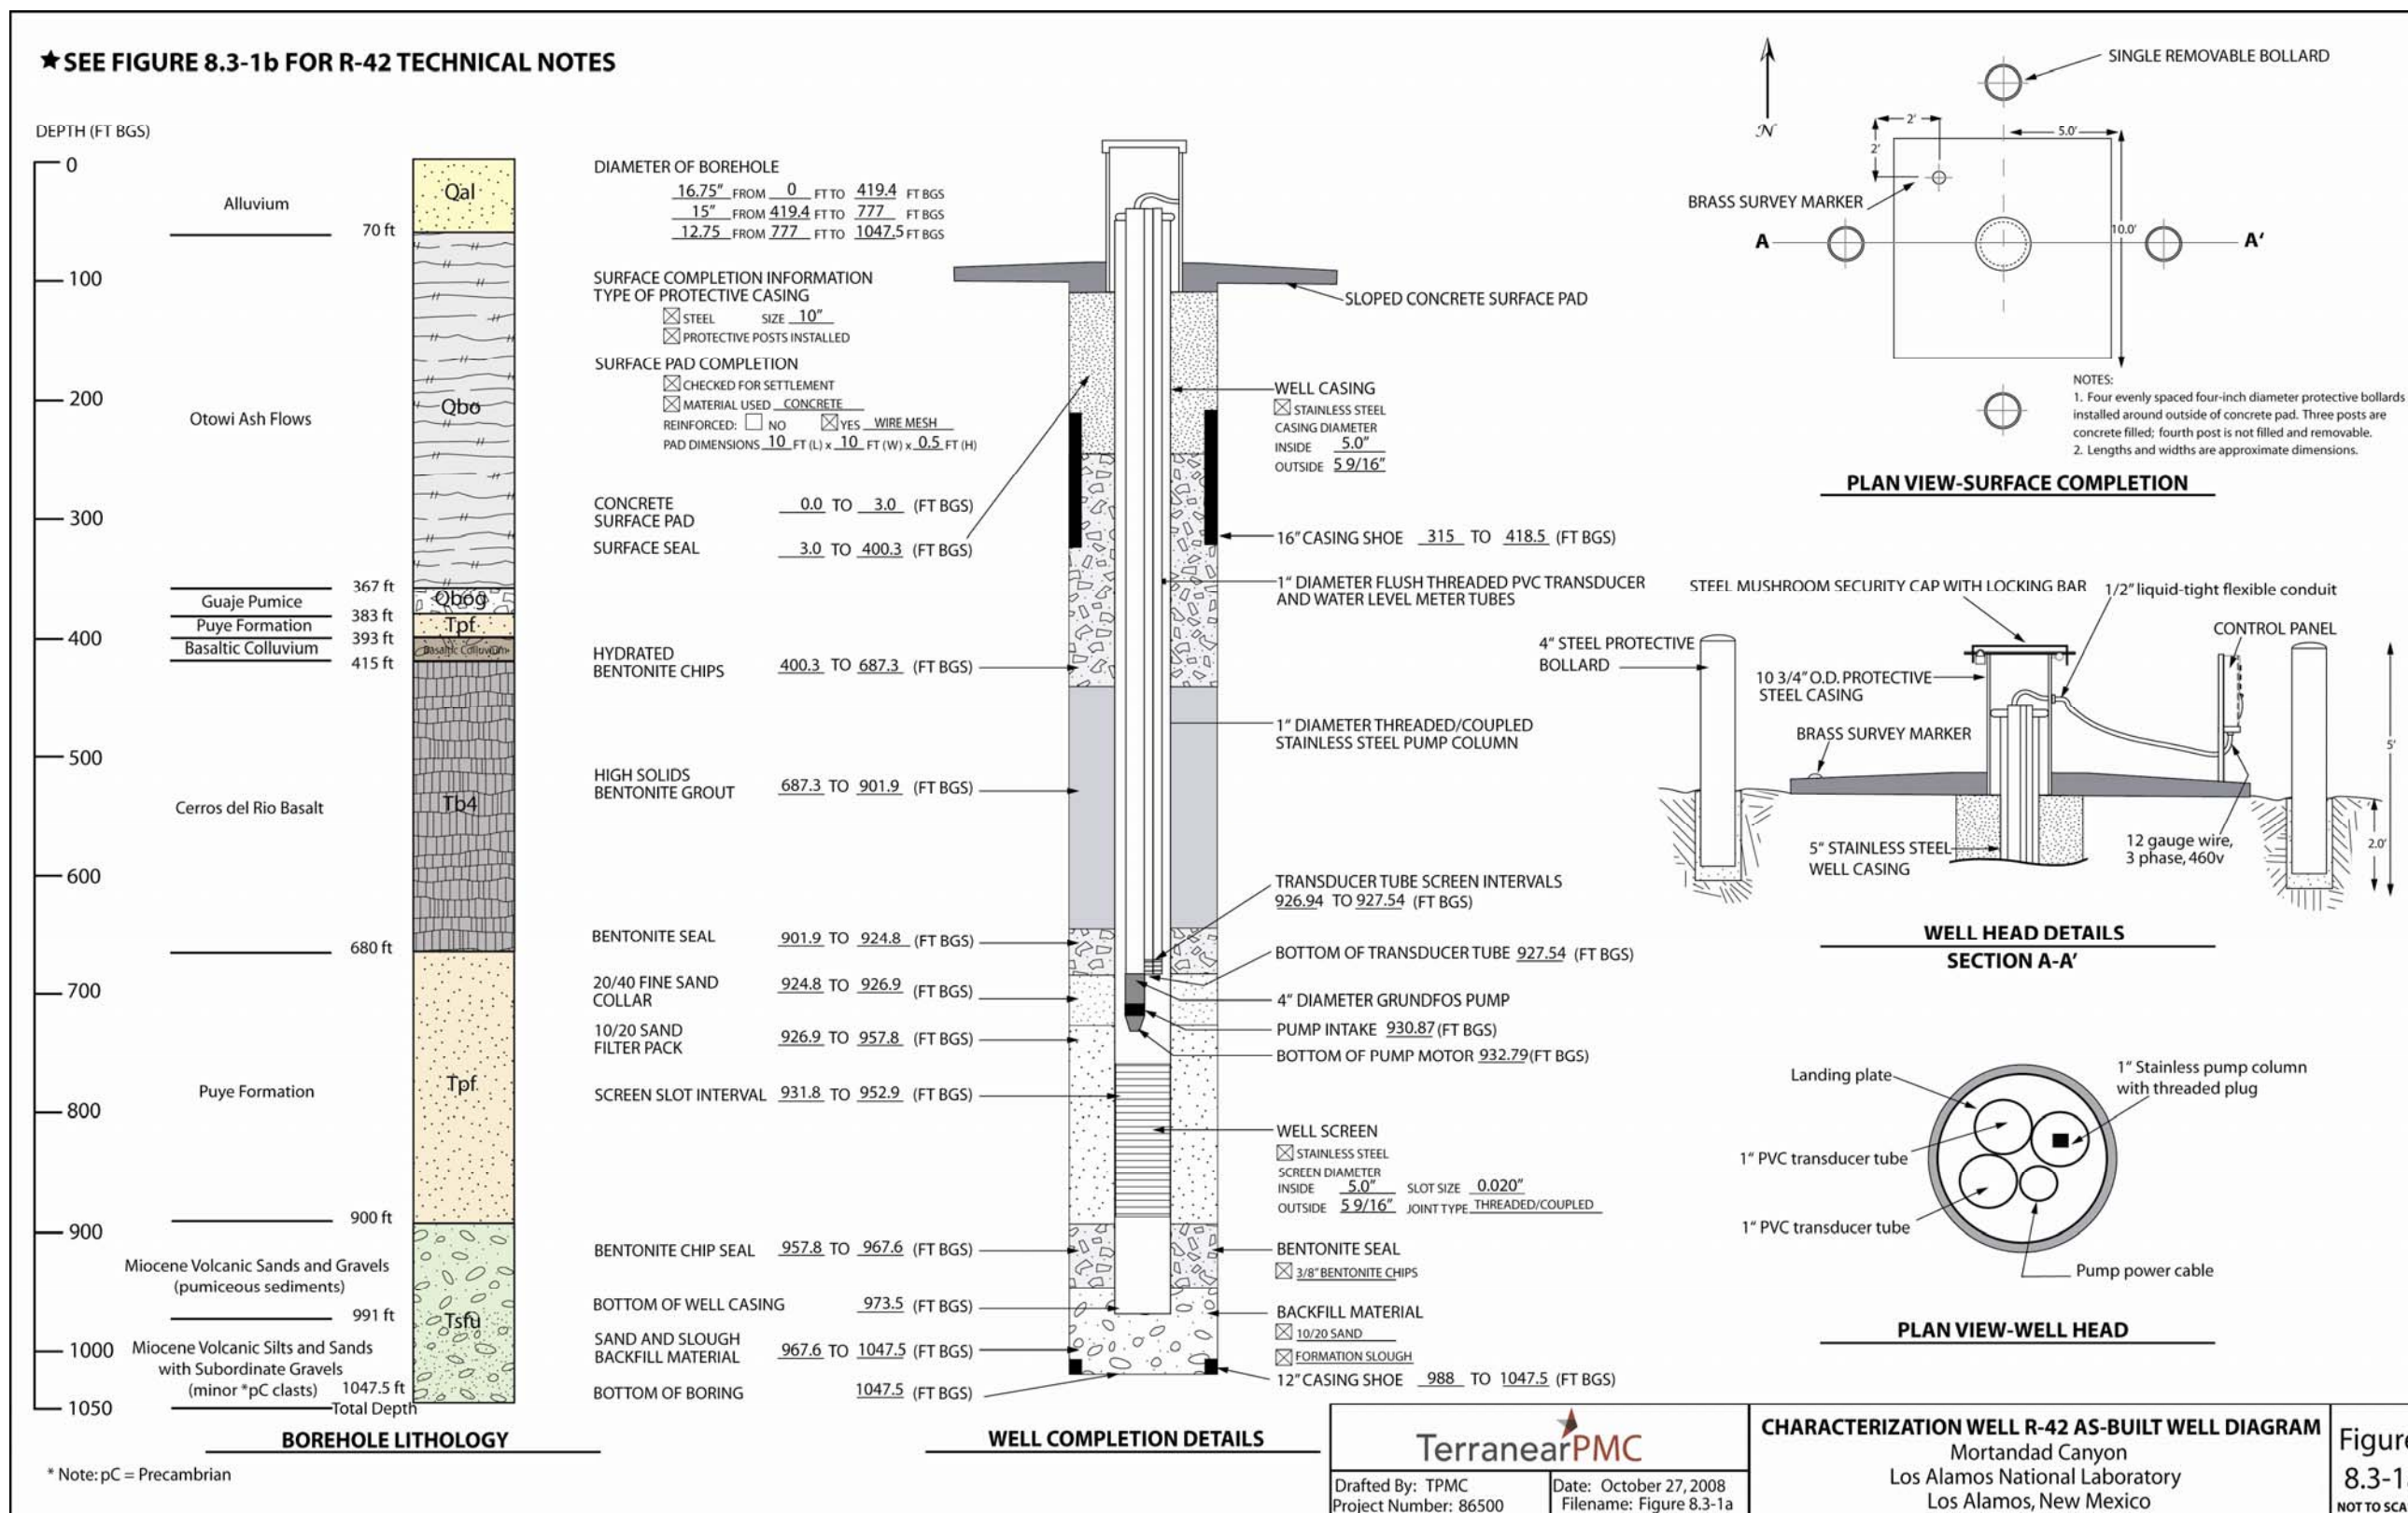 ★ SEE FIGURE 8.3-1b FOR R-42 TECHNICAL NOTES
DEPTH (FT BGS)
0
100
200
300
400
500
600
700
800
900
1000
1050
Alluvium
70 ft
Otowi Ash Flows
367 ft
Guaje Pumice
383 ft
Puye Formation
393 ft
Basaltic Colluvium
415 ft
Cerros del Rio Basalt
680 ft
Puye Formation
900 ft
Miocene Volcanic Sands and Gravels
(pumiceous sediments)
991 ft
Miocene Volcanic Silts and Sands
with Subordinate Gravels
(minor *pC clasts)
1047.5 ft
Total Depth
Qal
Qbo
Qbog
Tpf
Basaltic Colluvium
Tb4
Tpf
Tsfu
BOREHOLE LITHOLOGY
* Note: pC = Precambrian
DIAMETER OF BOREHOLE
16.75" FROM 0 FT TO 419.4 FT BGS
15" FROM 419.4 FT TO 777 FT BGS
12.75 FROM 777 FT TO 1047.5 FT BGS
SURFACE COMPLETION INFORMATION
TYPE OF PROTECTIVE CASING
☒ STEEL SIZE 10"
☒ PROTECTIVE POSTS INSTALLED
SURFACE PAD COMPLETION
☒ CHECKED FOR SETTLEMENT
☒ MATERIAL USED CONCRETE
REINFORCED: ☐ NO ☒ YES WIRE MESH
PAD DIMENSIONS 10 FT (L) x 10 FT (W) x 0.5 FT (H)
CONCRETE
SURFACE PAD
0.0 TO 3.0 (FT BGS)
SURFACE SEAL 3.0 TO 400.3 (FT BGS)
HYDRATED
BENTONITE CHIPS
400.3 TO 687.3 (FT BGS)
HIGH SOLIDS
BENTONITE GROUT
687.3 TO 901.9 (FT BGS)
BENTONITE SEAL 901.9 TO 924.8 (FT BGS)
20/40 FINE SAND
COLLAR
924.8 TO 926.9 (FT BGS)
10/20 SAND
FILTER PACK
926.9 TO 957.8 (FT BGS)
SCREEN SLOT INTERVAL 931.8 TO 952.9 (FT BGS)
BENTONITE CHIP SEAL 957.8 TO 967.6 (FT BGS)
BOTTOM OF WELL CASING 973.5 (FT BGS)
SAND AND SLOUGH
BACKFILL MATERIAL
967.6 TO 1047.5 (FT BGS)
BOTTOM OF BORING 1047.5 (FT BGS)
WELL COMPLETION DETAILS
SLOPED CONCRETE SURFACE PAD
WELL CASING
☒ STAINLESS STEEL
CASING DIAMETER
INSIDE 5.0"
OUTSIDE 5 9/16"
16" CASING SHOE 315 TO 418.5 (FT BGS)
1" DIAMETER FLUSH THREADED PVC TRANSDUCER
AND WATER LEVEL METER TUBES
1" DIAMETER THREADED/COUPLED
STAINLESS STEEL PUMP COLUMN
TRANSDUCER TUBE SCREEN INTERVALS
926.94 TO 927.54 (FT BGS)
BOTTOM OF TRANSDUCER TUBE 927.54 (FT BGS)
4" DIAMETER GRUNDFOS PUMP
PUMP INTAKE 930.87 (FT BGS)
BOTTOM OF PUMP MOTOR 932.79 (FT BGS)
WELL SCREEN
☒ STAINLESS STEEL
SCREEN DIAMETER
INSIDE 5.0" SLOT SIZE 0.020"
OUTSIDE 5 9/16" JOINT TYPE THREADED/COUPLED
BENTONITE SEAL
☒ 3/8" BENTONITE CHIPS
BACKFILL MATERIAL
☒ 10/20 SAND
☒ FORMATION SLOUGH
12" CASING SHOE 988 TO 1047.5 (FT BGS)
N
SINGLE REMOVABLE BOLLARD
2'
5.0'
2'
BRASS SURVEY MARKER
10.0'
A
A'
NOTES:
1. Four evenly spaced four-inch diameter protective bollards
installed around outside of concrete pad. Three posts are
concrete filled; fourth post is not filled and removable.
2. Lengths and widths are approximate dimensions.
PLAN VIEW-SURFACE COMPLETION
STEEL MUSHROOM SECURITY CAP WITH LOCKING BAR
1/2" liquid-tight flexible conduit
4" STEEL PROTECTIVE
BOLLARD
CONTROL PANEL
10 3/4" O.D. PROTECTIVE
STEEL CASING
BRASS SURVEY MARKER
5'
5" STAINLESS STEEL
WELL CASING
12 gauge wire,
3 phase, 460v
2.0'
WELL HEAD DETAILS
SECTION A-A'
Landing plate
1" Stainless pump column
with threaded plug
1" PVC transducer tube
1" PVC transducer tube
Pump power cable
PLAN VIEW-WELL HEAD
TerranearPMC
Drafted By: TPMC
Project Number: 86500
Date: October 27, 2008
Filename: Figure 8.3-1a
CHARACTERIZATION WELL R-42 AS-BUILT WELL DIAGRAM
Mortandad Canyon
Los Alamos National Laboratory
Los Alamos, New Mexico
Figure
8.3-1
NOT TO SCA